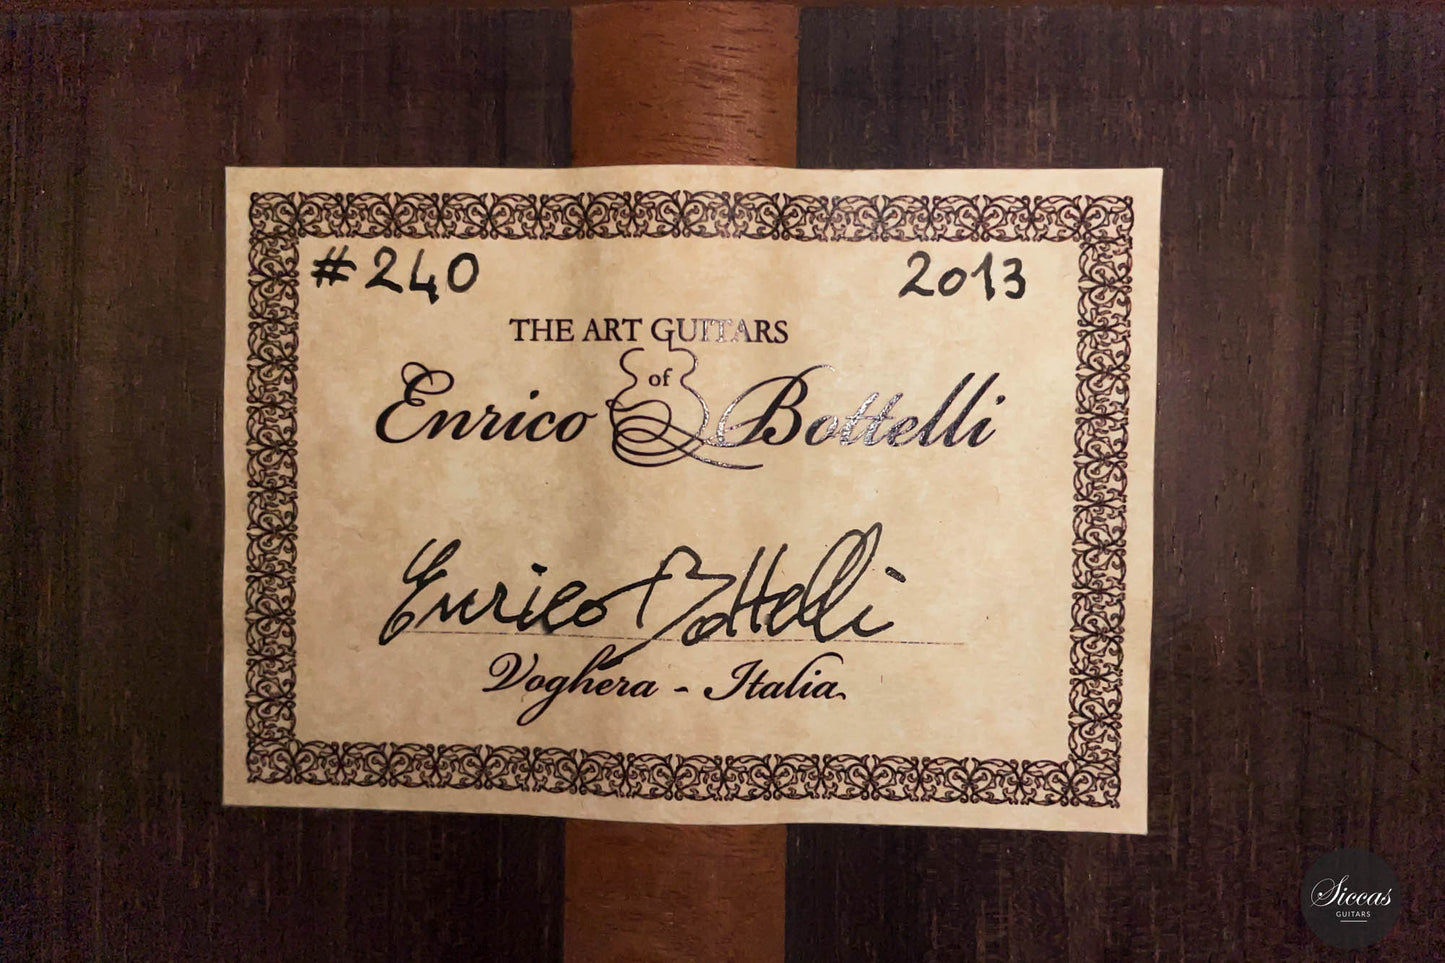 #240 2013
THE ART GUITARS
of
Enrico Bottelli
Enrico Bottelli
Voghera - Italia
Siccas
GUITARS